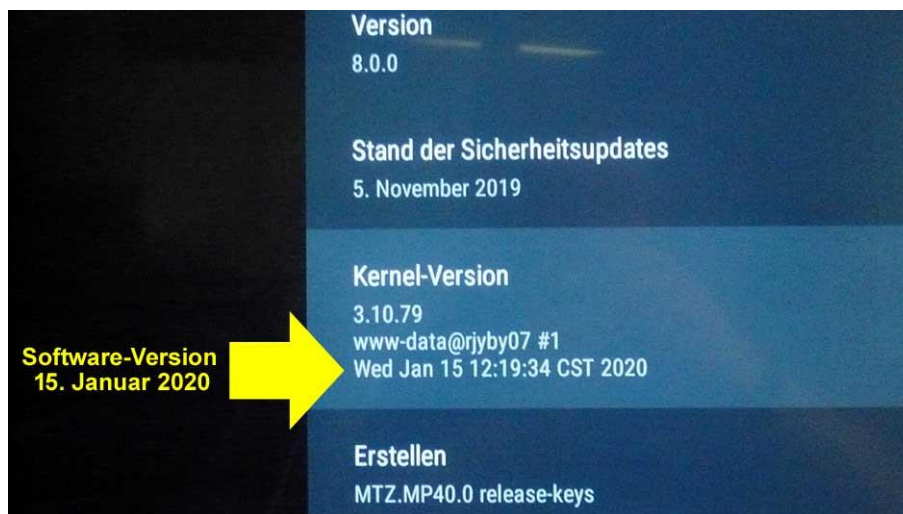 Version
8.0.0
Stand der Sicherheitsupdates
5. November 2019
Kernel-Version
3.10.79
www-data@rjyby07 #1
Wed Jan 15 12:19:34 CST 2020
Software-Version
15. Januar 2020
Erstellen
MTZ.MP40.0 release-keys